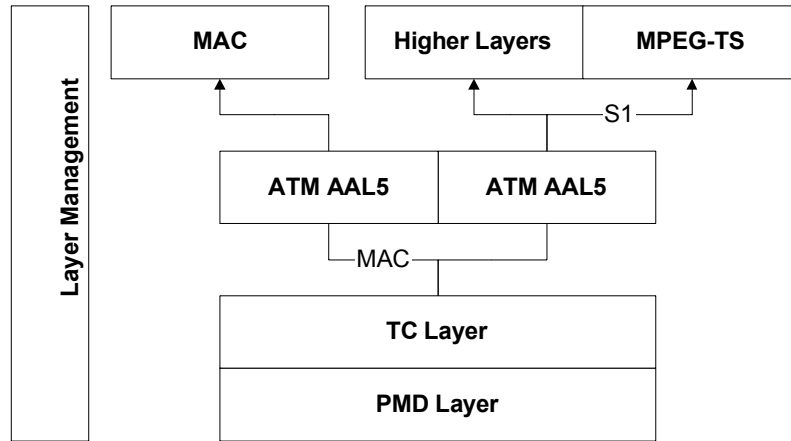 Layer Management
MAC
Higher Layers
MPEG-TS
S1
ATM AAL5
ATM AAL5
MAC
TC Layer
PMD Layer